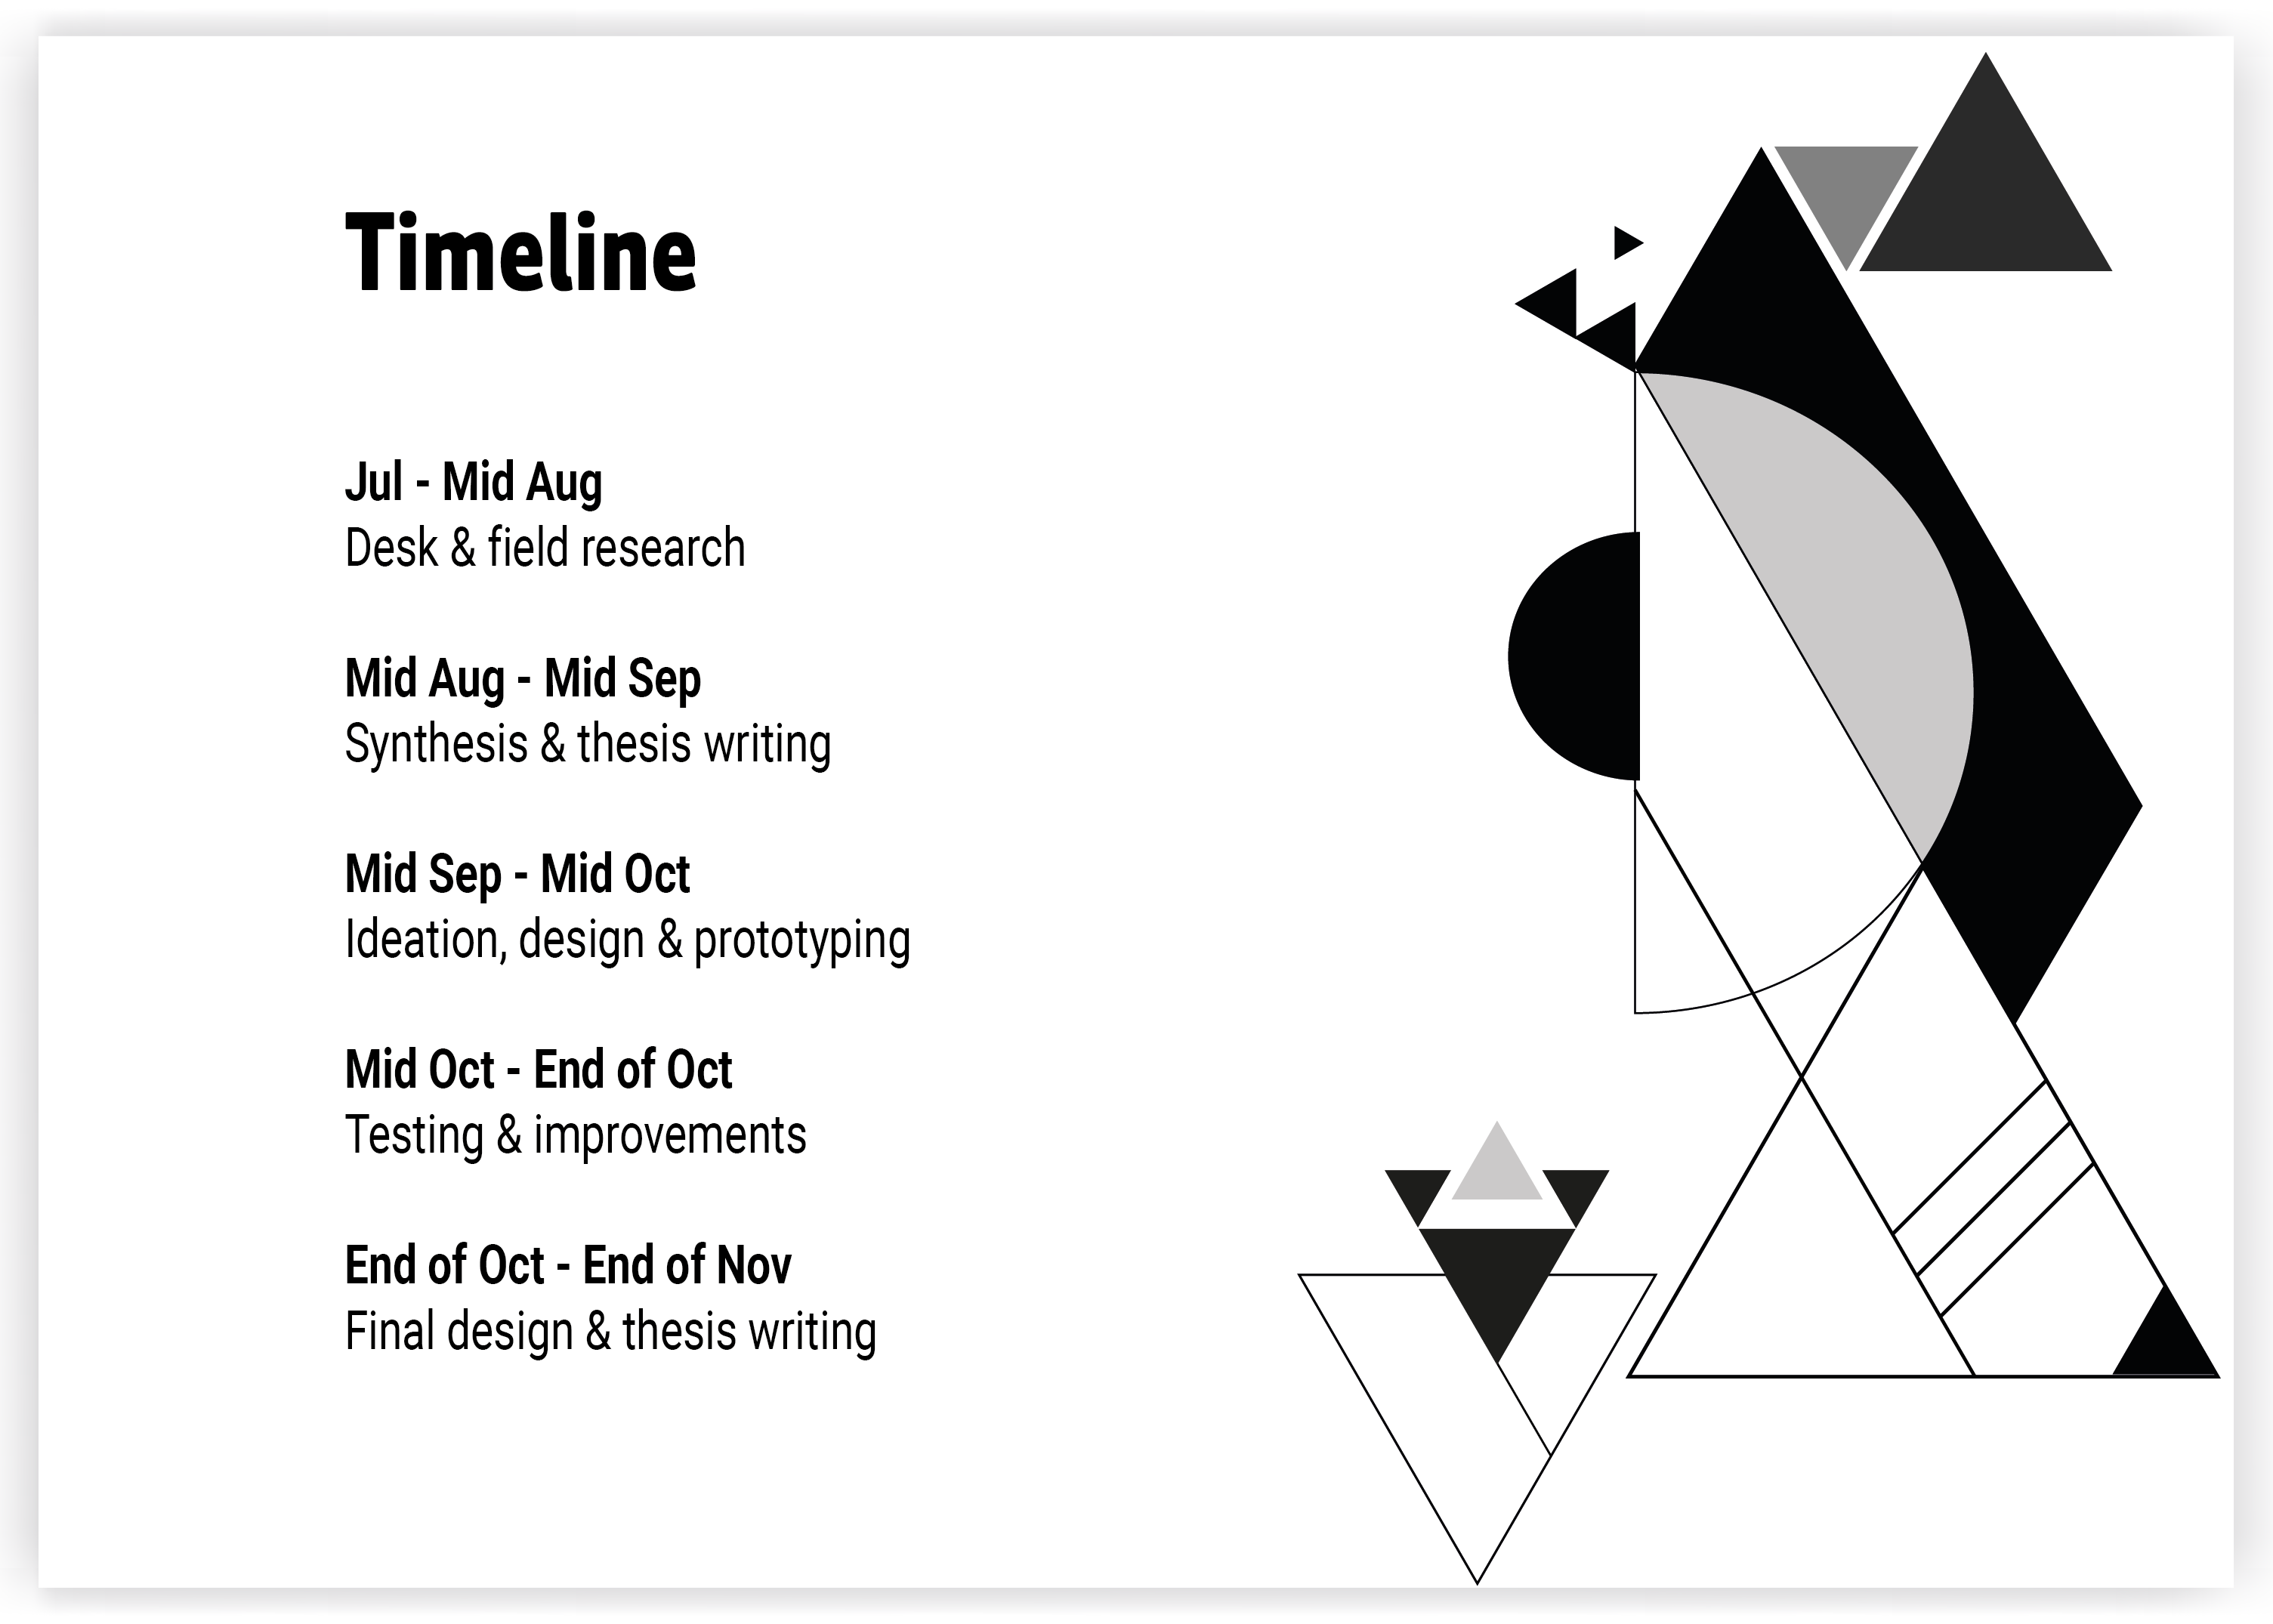 Timeline
Jul - Mid Aug
Desk & field research
Mid Aug - Mid Sep
Synthesis & thesis writing
Mid Sep - Mid Oct
Ideation, design & prototyping
Mid Oct - End of Oct
Testing & improvements
End of Oct - End of Nov
Final design & thesis writing